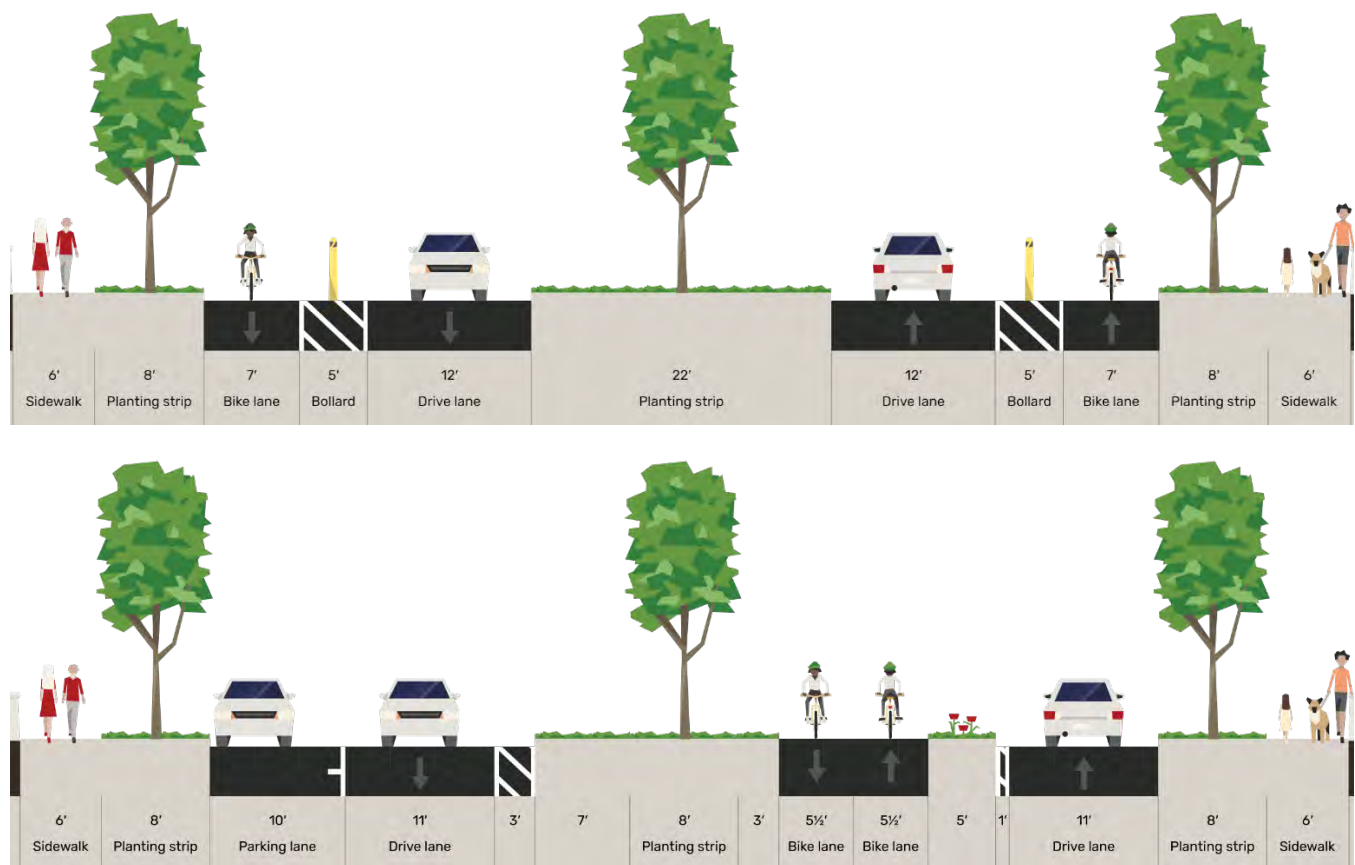 6′ 8′ 7′ 5′ 12′ 22′ 12′ 5′ 7′ 8′ 6′
Sidewalk Planting strip Bike lane Bollard Drive lane Planting strip Drive lane Bollard Bike lane Planting strip Sidewalk
6′ 8′ 10′ 11′ 3′ 7′ 8′ 3′ 5½′ 5½′ 5′ 1′ 11′ 8′ 6′
Sidewalk Planting strip Parking lane Drive lane Planting strip Bike lane Bike lane Drive lane Planting strip Sidewalk